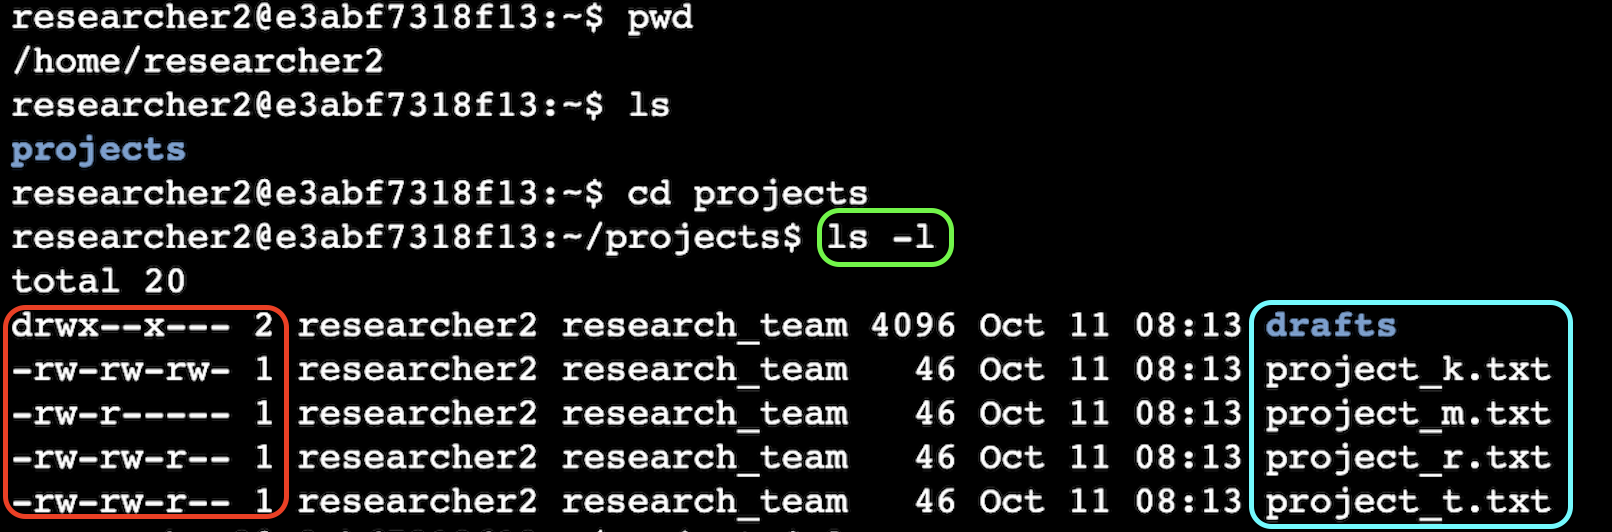 researcher2@e3abf7318f13:~$ pwd
/home/researcher2
researcher2@e3abf7318f13:~$ ls
projects
researcher2@e3abf7318f13:~$ cd projects
researcher2@e3abf7318f13:~/projects$ ls -l
total 20
drwx--x--- 2 researcher2 research_team 4096 Oct 11 08:13 drafts
-rw-rw-rw- 1 researcher2 research_team   46 Oct 11 08:13 project_k.txt
-rw-r----- 1 researcher2 research_team   46 Oct 11 08:13 project_m.txt
-rw-rw-r-- 1 researcher2 research_team   46 Oct 11 08:13 project_r.txt
-rw-rw-r-- 1 researcher2 research_team   46 Oct 11 08:13 project_t.txt